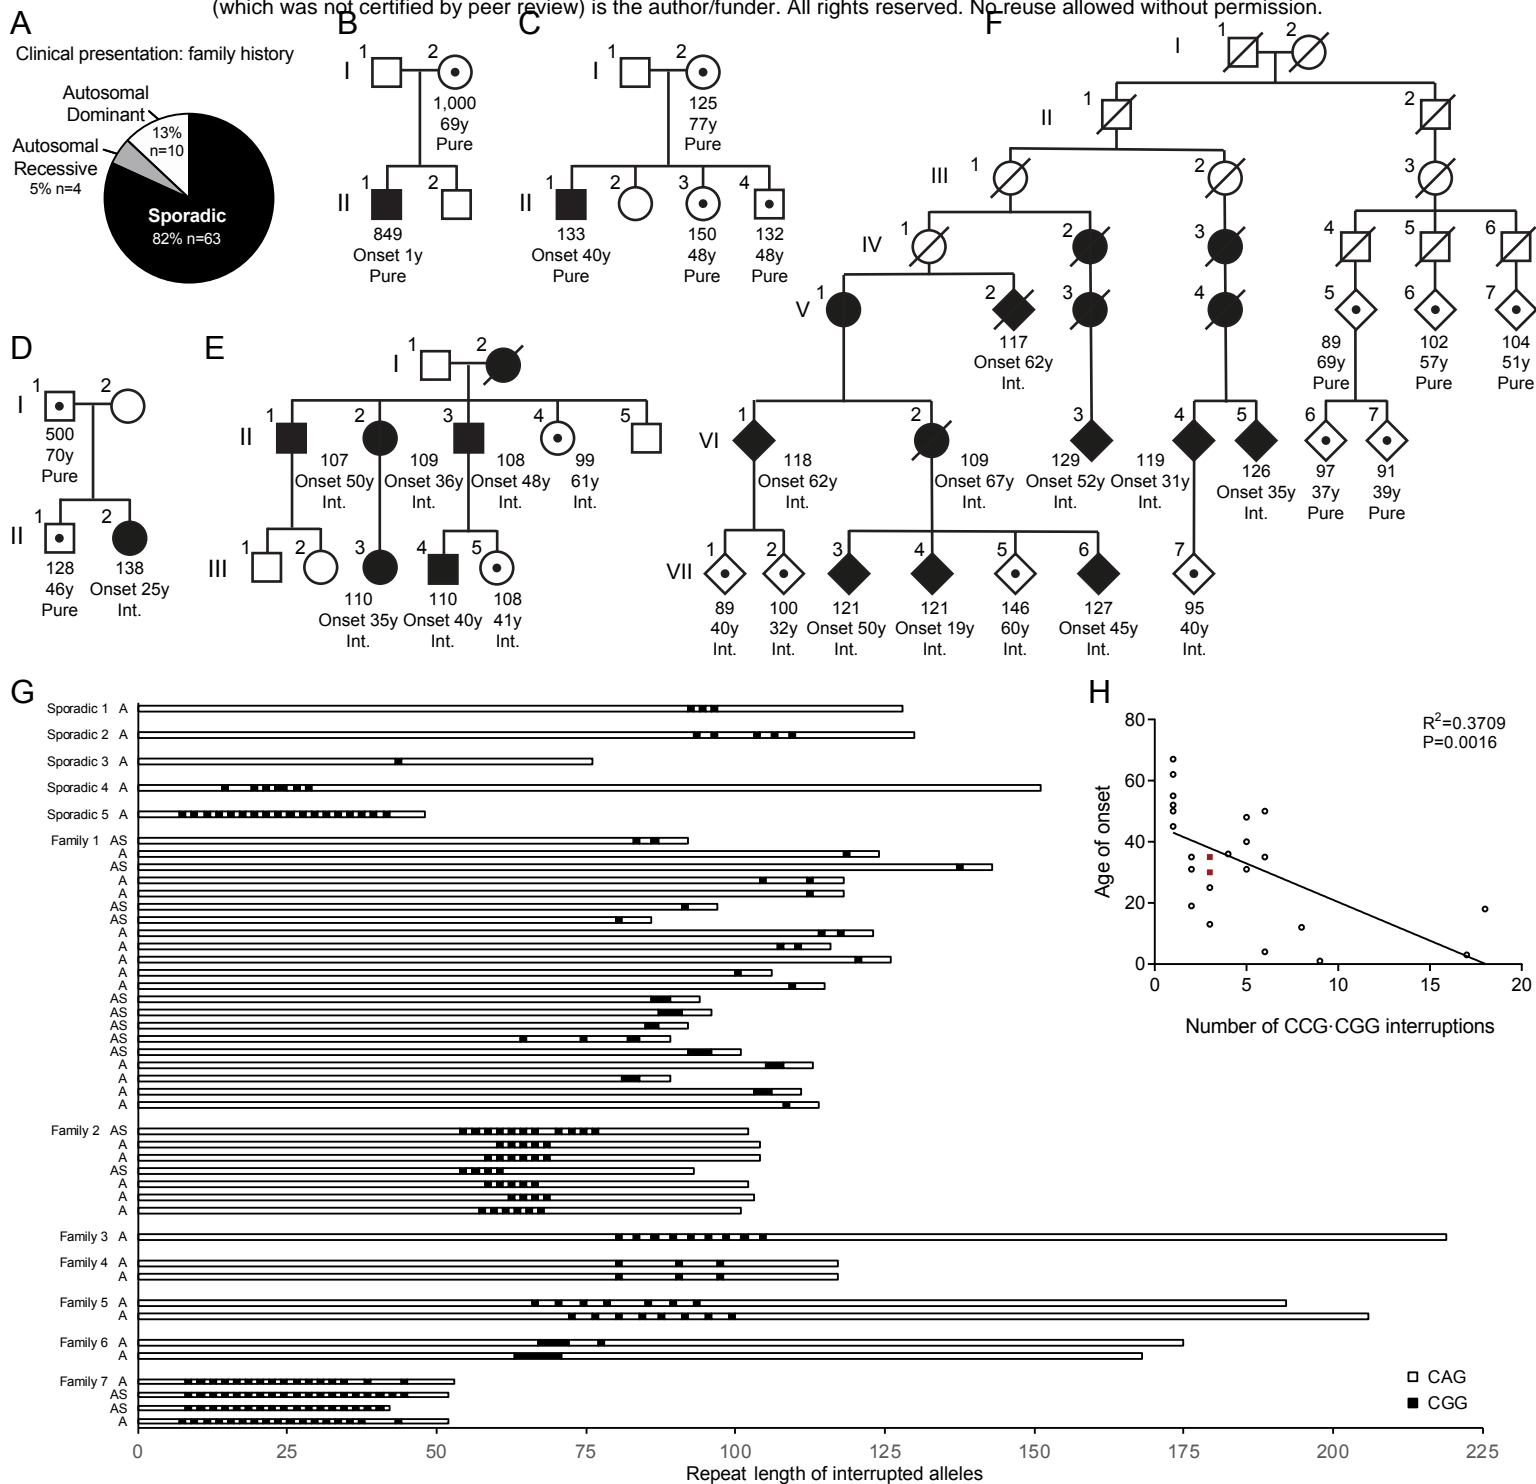 (which was not certified by peer review) is the author/funder. All rights reserved. No reuse allowed without permission.
A
Clinical presentation: family history
Autosomal
Dominant
13%
n=10
Autosomal
Recessive
5% n=4
Sporadic
82% n=63
B
I
1
2
1,000
69y
Pure
II
1
2
849
Onset 1y
Pure
C
I
1
2
125
77y
Pure
II
1
2
3
4
133
Onset 40y
Pure
150
48y
Pure
132
48y
Pure
D
I
1
2
500
70y
Pure
II
1
2
128
46y
Pure
138
Onset 25y
Int.
E
I
1
2
II
1
2
3
4
5
107
Onset 50y
Int.
109
Onset 36y
Int.
108
Onset 48y
Int.
99
61y
Int.
III
1
2
3
4
5
110
Onset 35y
Int.
110
Onset 40y
Int.
108
41y
Int.
F
I
1
2
II
1
2
III
1
2
3
IV
1
2
3
4
5
6
V
1
2
3
4
5
6
7
117
Onset 62y
Int.
89
69y
Pure
102
57y
Pure
104
51y
Pure
VI
1
2
3
4
5
6
7
118
Onset 62y
Int.
109
Onset 67y
Int.
129
Onset 52y
Int.
119
Onset 31y
Int.
126
Onset 35y
Int.
97
37y
Pure
91
39y
Pure
VII
1
2
3
4
5
6
7
89
40y
Int.
100
32y
Int.
121
Onset 50y
Int.
121
Onset 19y
Int.
146
60y
Int.
127
Onset 45y
Int.
95
40y
Int.
G
Sporadic 1 A
Sporadic 2 A
Sporadic 3 A
Sporadic 4 A
Sporadic 5 A
Family 1 AS
A
AS
A
A
AS
AS
A
A
A
A
A
AS
AS
AS
AS
AS
A
A
A
A
Family 2 AS
A
A
AS
A
A
A
Family 3 A
Family 4 A
A
Family 5 A
A
Family 6 A
A
Family 7 A
AS
AS
A
CAG
CGG
0 25 50 75 100 125 150 175 200 225
Repeat length of interrupted alleles
H
R2=0.3709
P=0.0016
Age of onset
80
60
40
20
0
0 5 10 15 20
Number of CCG·CGG interruptions